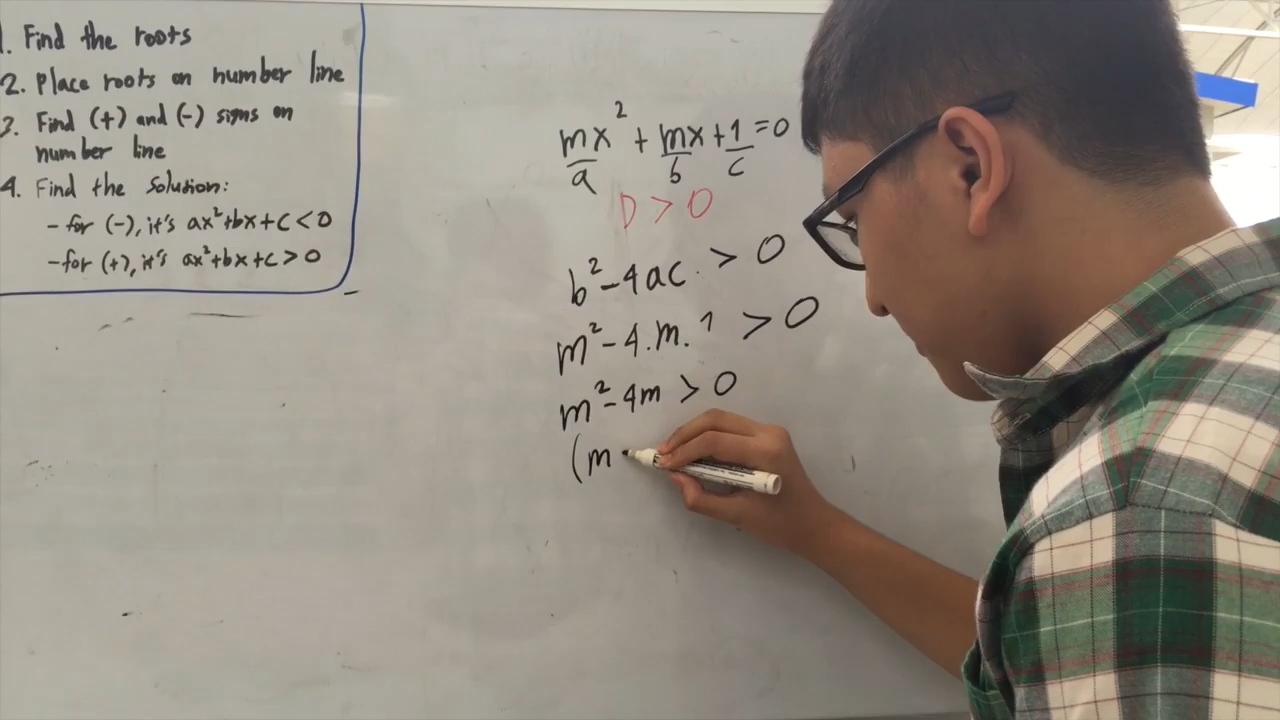 1. Find the roots
2. Place roots on number line
3. Find (+) and (-) signs on
number line
4. Find the Solution:
- for (-), it's ax²+bx+c < 0
- for (+), it's ax²+bx+c > 0
mx² + mx + 1 = 0
a b c
D > 0
b² - 4ac > 0
m² - 4.m.1 > 0
m² - 4m > 0
(m